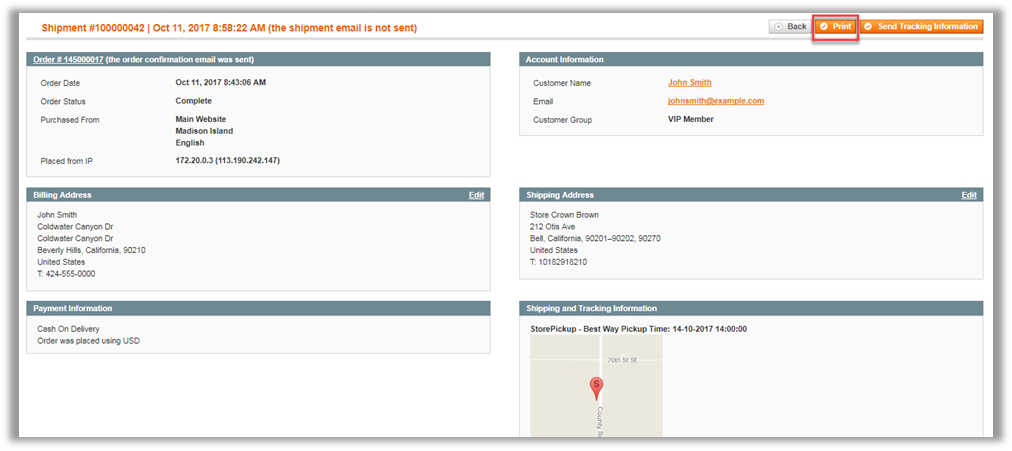 Shipment #100000042 | Oct 11, 2017 8:58:22 AM (the shipment email is not sent)
Back
Print
Send Tracking Information
Order # 145000017 (the order confirmation email was sent)
Order Date Oct 11, 2017 8:43:06 AM
Order Status Complete
Purchased From Main Website
Madison Island
English
Placed from IP 172.20.0.3 (113.190.242.147)
Account Information
Customer Name John Smith
Email johnsmith@example.com
Customer Group VIP Member
Billing Address Edit
John Smith
Coldwater Canyon Dr
Coldwater Canyon Dr
Beverly Hills, California, 90210
United States
T: 424-555-0000
Shipping Address Edit
Store Crown Brown
212 Otis Ave
Bell, California, 90201–90202, 90270
United States
T: 10182918210
Payment Information
Cash On Delivery
Order was placed using USD
Shipping and Tracking Information
StorePickup - Best Way Pickup Time: 14-10-2017 14:00:00
70th St SE
S
County